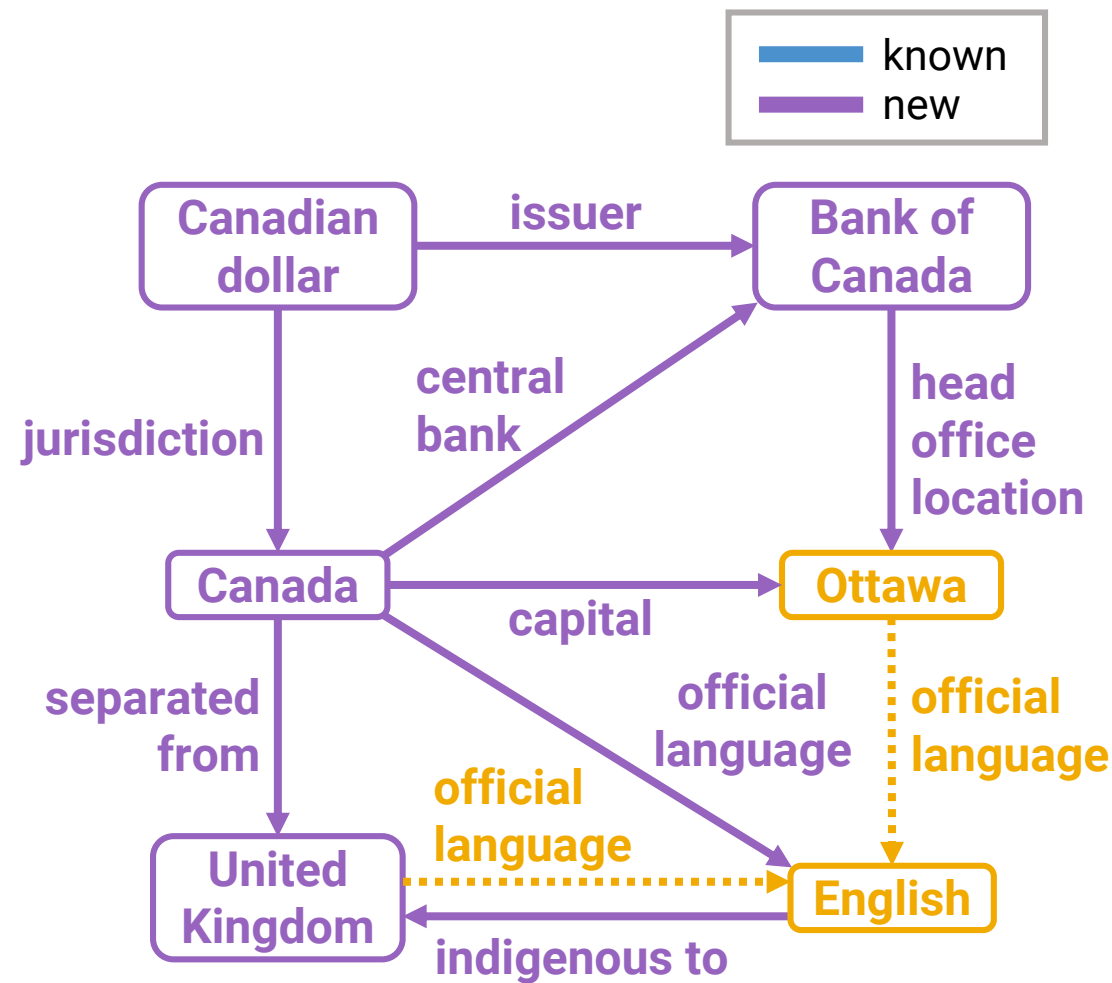 known
new
Canadian
dollar
issuer
Bank of
Canada
central
bank
head
office
location
jurisdiction
Canada
capital
Ottawa
separated
from
official
language
official
language
official
language
United
Kingdom
English
indigenous to